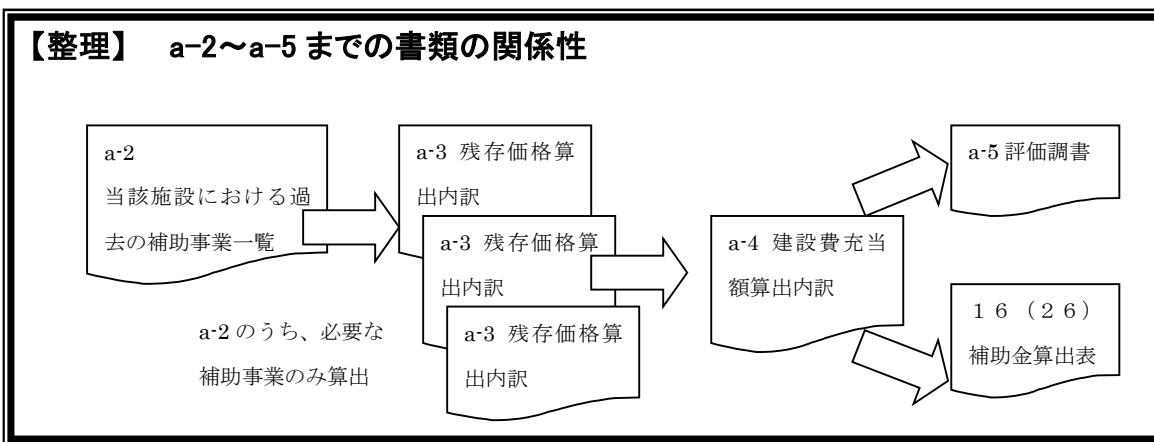 【整理】 a-2～a-5 までの書類の関係性
a-2
当該施設における過
去の補助事業一覧
a-2 のうち、必要な
補助事業のみ算出
a-3 残存価格算
出内訳
a-3 残存価格算
出内訳
a-3 残存価格算
出内訳
a-4 建設費充当
額算出内訳
a-5 評価調書
１６（２６）
補助金算出表